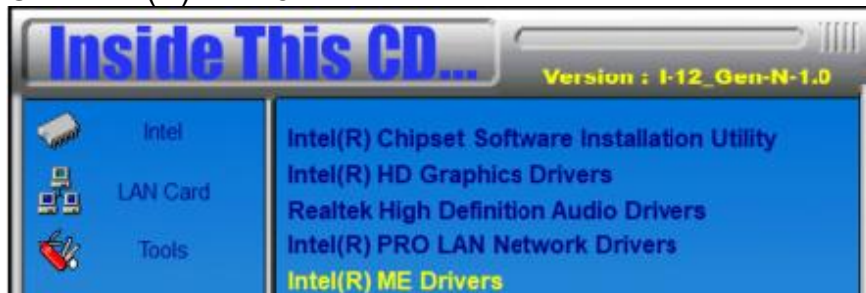 Inside This CD...
Version : I-12_Gen-N-1.0
Intel
LAN Card
Tools
Intel(R) Chipset Software Installation Utility
Intel(R) HD Graphics Drivers
Realtek High Definition Audio Drivers
Intel(R) PRO LAN Network Drivers
Intel(R) ME Drivers